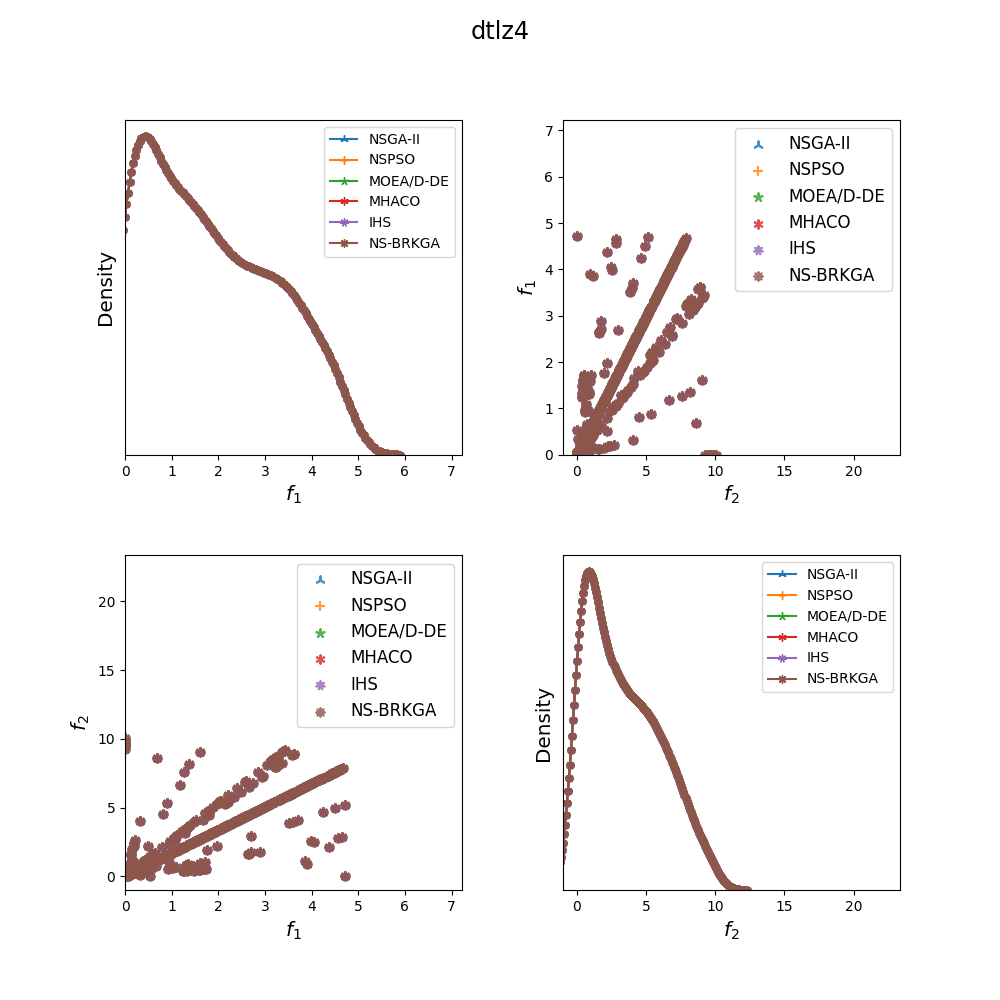 dtlz4
Density
NSGA-II
NSPSO
MOEA/D-DE
MHACO
IHS
NS-BRKGA
0 1 2 3 4 5 6 7
f1
f1
7
6
5
4
3
2
1
0
NSGA-II
NSPSO
MOEA/D-DE
MHACO
IHS
NS-BRKGA
0 5 10 15 20
f2
f2
20
15
10
5
0
NSGA-II
NSPSO
MOEA/D-DE
MHACO
IHS
NS-BRKGA
0 1 2 3 4 5 6 7
f1
Density
NSGA-II
NSPSO
MOEA/D-DE
MHACO
IHS
NS-BRKGA
0 5 10 15 20
f2